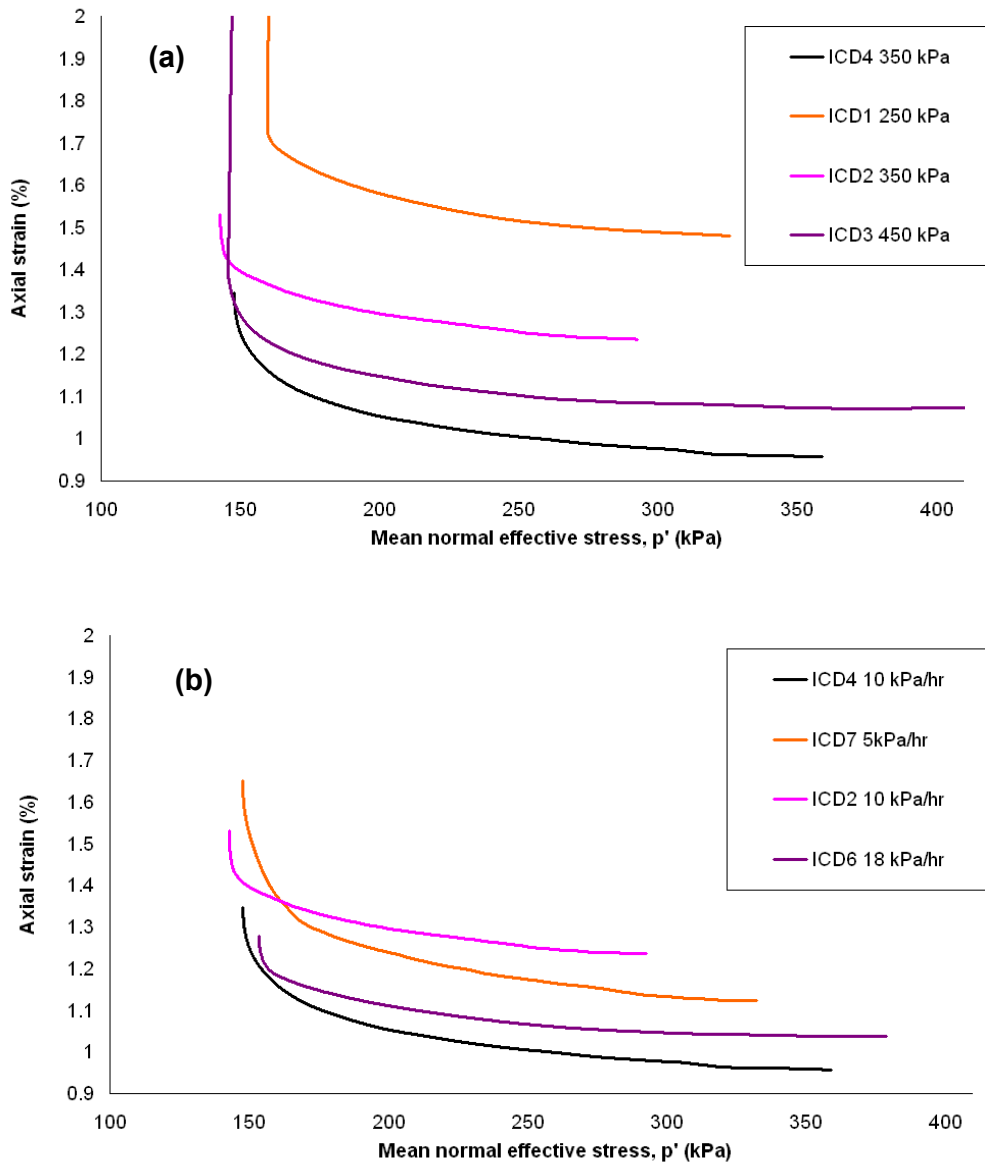 2
1.9
1.8
1.7
1.6
1.5
1.4
1.3
1.2
1.1
1
0.9
Axial strain (%)
(a)
ICD4 350 kPa
ICD1 250 kPa
ICD2 350 kPa
ICD3 450 kPa
100 150 200 250 300 350 400
Mean normal effective stress, p' (kPa)
2
1.9
1.8
1.7
1.6
1.5
1.4
1.3
1.2
1.1
1
0.9
Axial strain (%)
(b)
ICD4 10 kPa/hr
ICD7 5kPa/hr
ICD2 10 kPa/hr
ICD6 18 kPa/hr
100 150 200 250 300 350 400
Mean normal effective stress, p' (kPa)